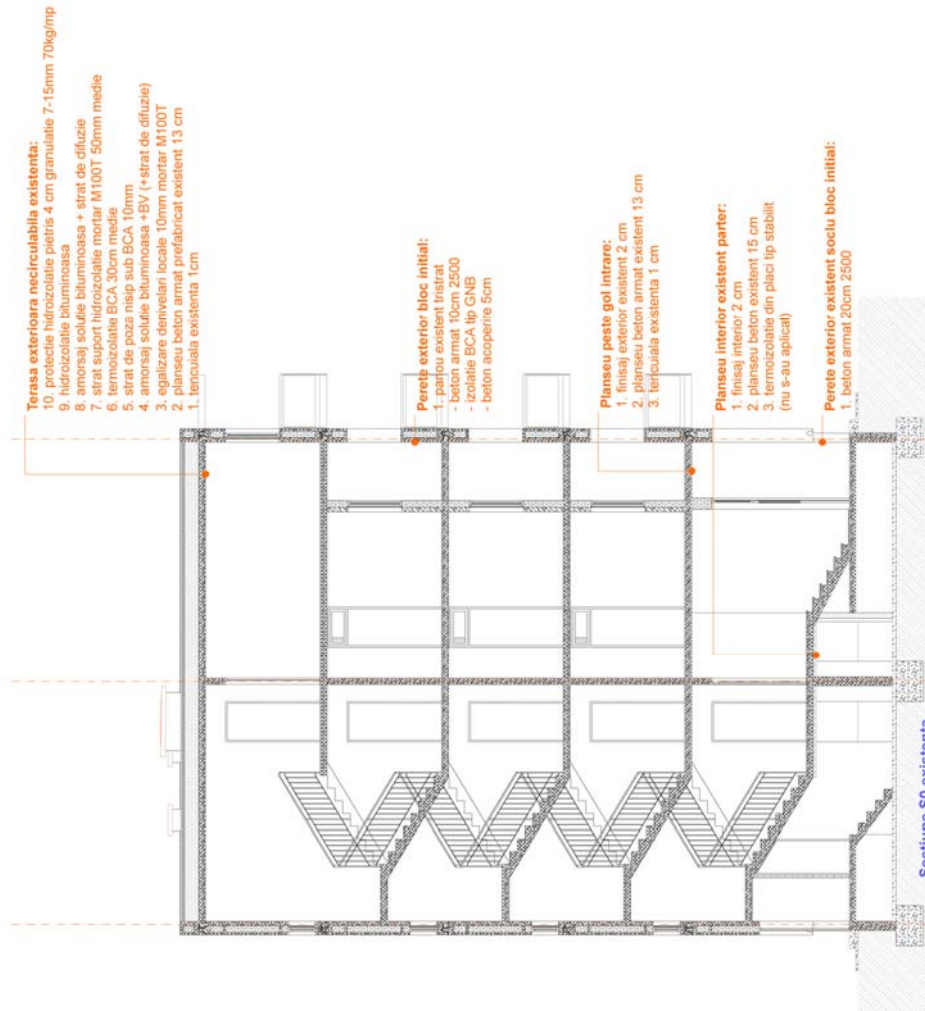 Terasa exterioara necirculabila existenta:
10. protectie hidroizolatie pietris 4 cm granulatie 7-15mm 70kg/mp
9. hidroizolatie bituminoasa
8. amorsaj solutie bituminoasa + strat de difuzie
7. strat suport hidroizolatie mortar M100T 50mm medie
6. termoizolatie BCA 30cm medie
5. strat de poza nisip sub BCA 10mm
4. amorsaj solutie bituminoasa +BV (+strat de difuzie)
3. egalizare denivelari locale 10mm mortar M100T
2. planseu beton armat prefabricat existent 13 cm
1. tencuiala existenta 1cm
Perete exterior bloc initial:
1. panou existent tristrat
- beton armat 10cm 2500
- izolatie BCA tip GNB
- beton acoperire 5cm
Planseu peste gol intrare:
1. finisaj exterior existent 2 cm
2. planseu beton armat existent 13 cm
3. tencuiala existenta 1 cm
Planseu interior existent parter:
1. finisaj interior 2 cm
2. planseu beton existent 15 cm
3. termoizolatie din placi tip stabilit
(nu s-au aplicat)
Perete exterior existent soclu bloc initial:
1. beton armat 20cm 2500
Sectiune S0 existenta